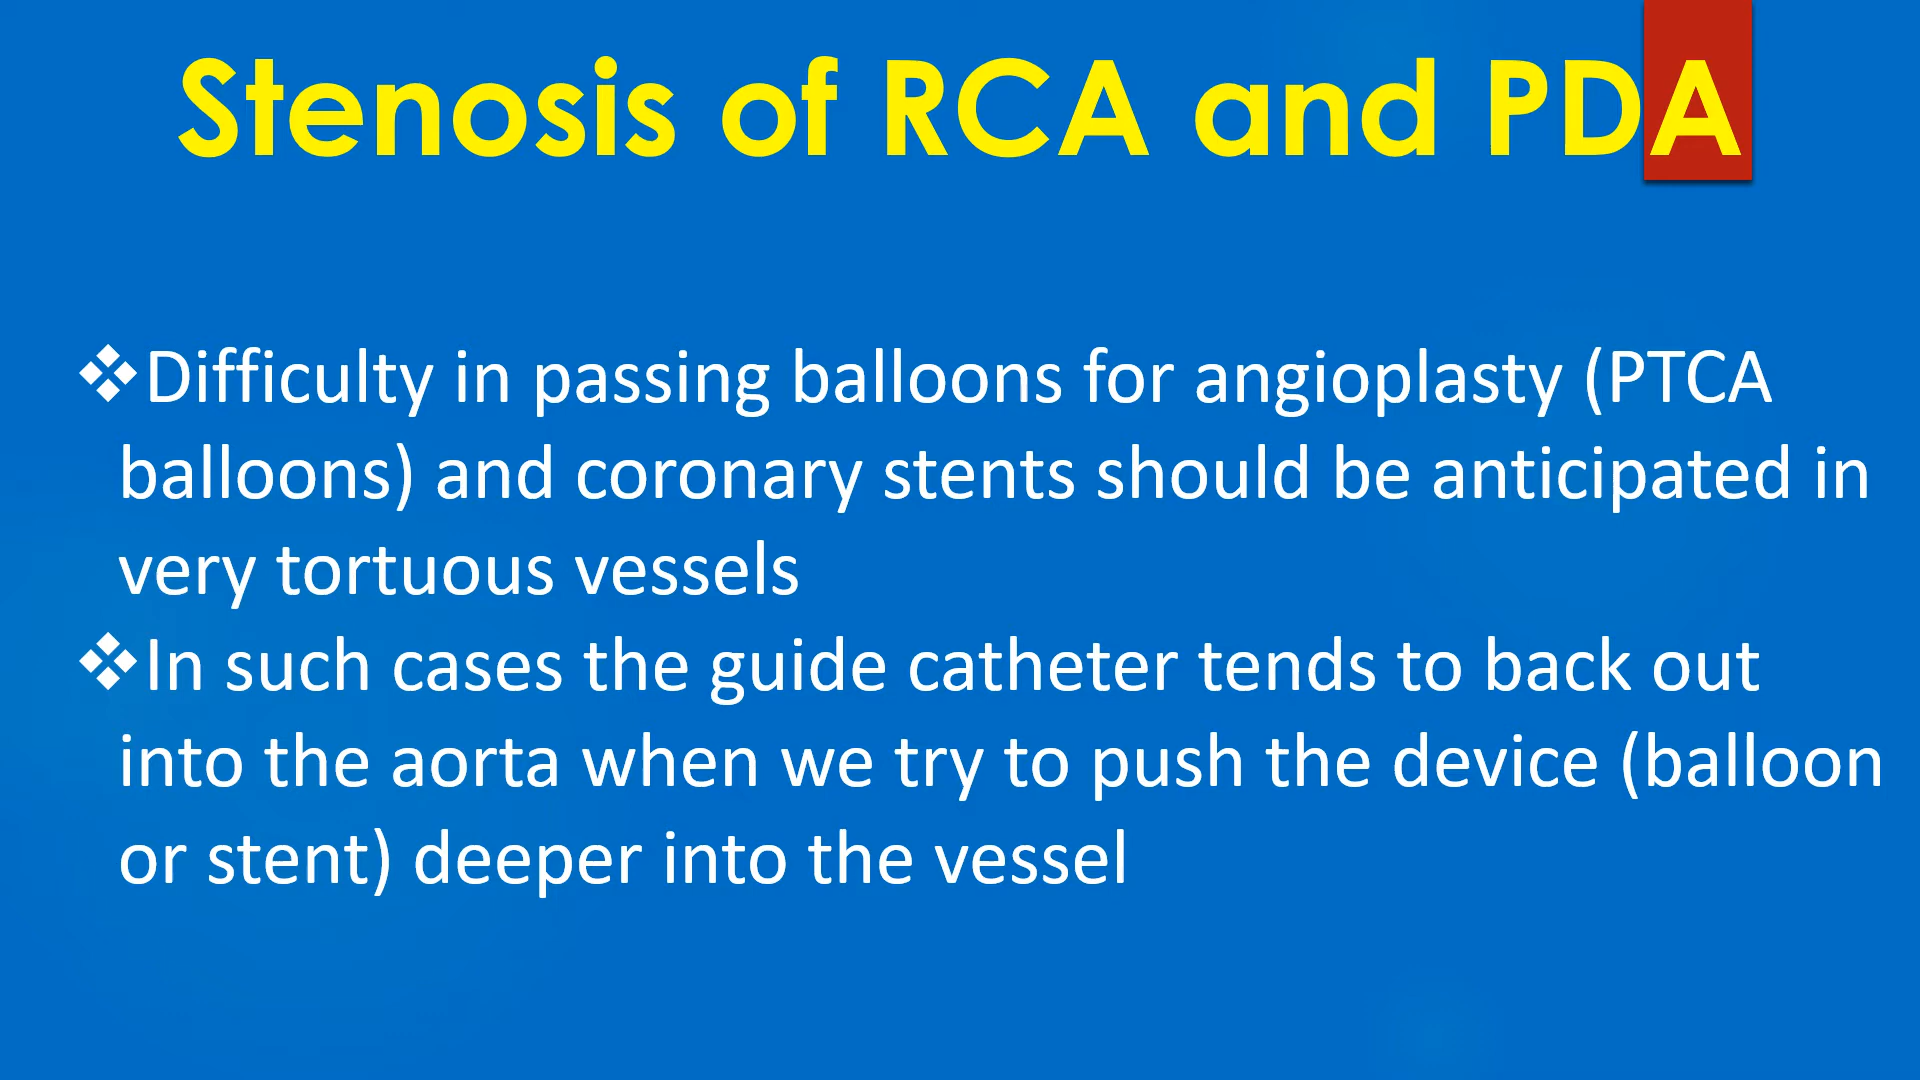 Stenosis of RCA and PDA
❖Difficulty in passing balloons for angioplasty (PTCA
balloons) and coronary stents should be anticipated in
very tortuous vessels
❖In such cases the guide catheter tends to back out
into the aorta when we try to push the device (balloon
or stent) deeper into the vessel